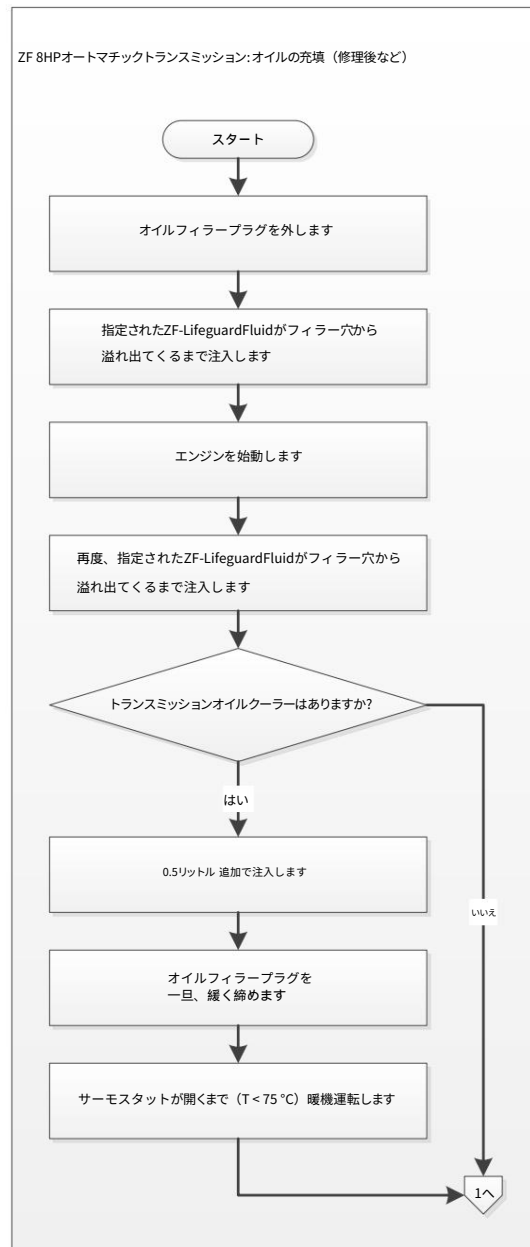 ZF 8HPオートマチックトランスミッション: オイルの充填（修理後など）
スタート
オイルフィラープラグを外します
指定されたZF-LifeguardFluidがフィラー穴から
溢れ出てくるまで注入します
エンジンを始動します
再度、指定されたZF-LifeguardFluidがフィラー穴から
溢れ出てくるまで注入します
トランスミッションオイルクーラーはありますか?
はい
0.5リットル 追加で注入します
いいえ
オイルフィラープラグを
一旦、緩く締めます
サーモスタットが開くまで（T < 75 °C）暖機運転します
1へ